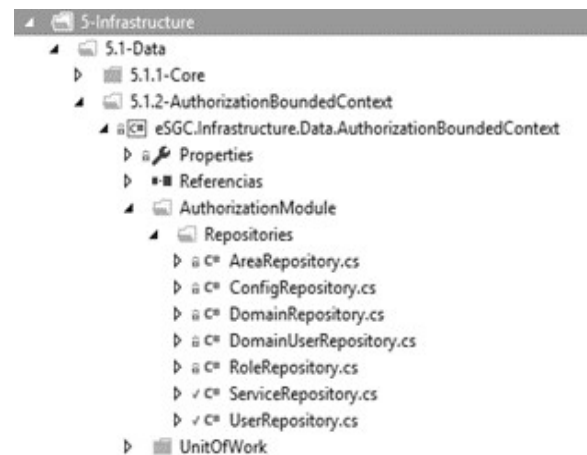 5-Infrastructure
5.1-Data
5.1.1-Core
5.1.2-AuthorizationBoundedContext
C# eSGC.Infrastructure.Data.AuthorizationBoundedContext
Properties
Referencias
AuthorizationModule
Repositories
C# AreaRepository.cs
C# ConfigRepository.cs
C# DomainRepository.cs
C# DomainUserRepository.cs
C# RoleRepository.cs
C# ServiceRepository.cs
C# UserRepository.cs
UnitOfWork